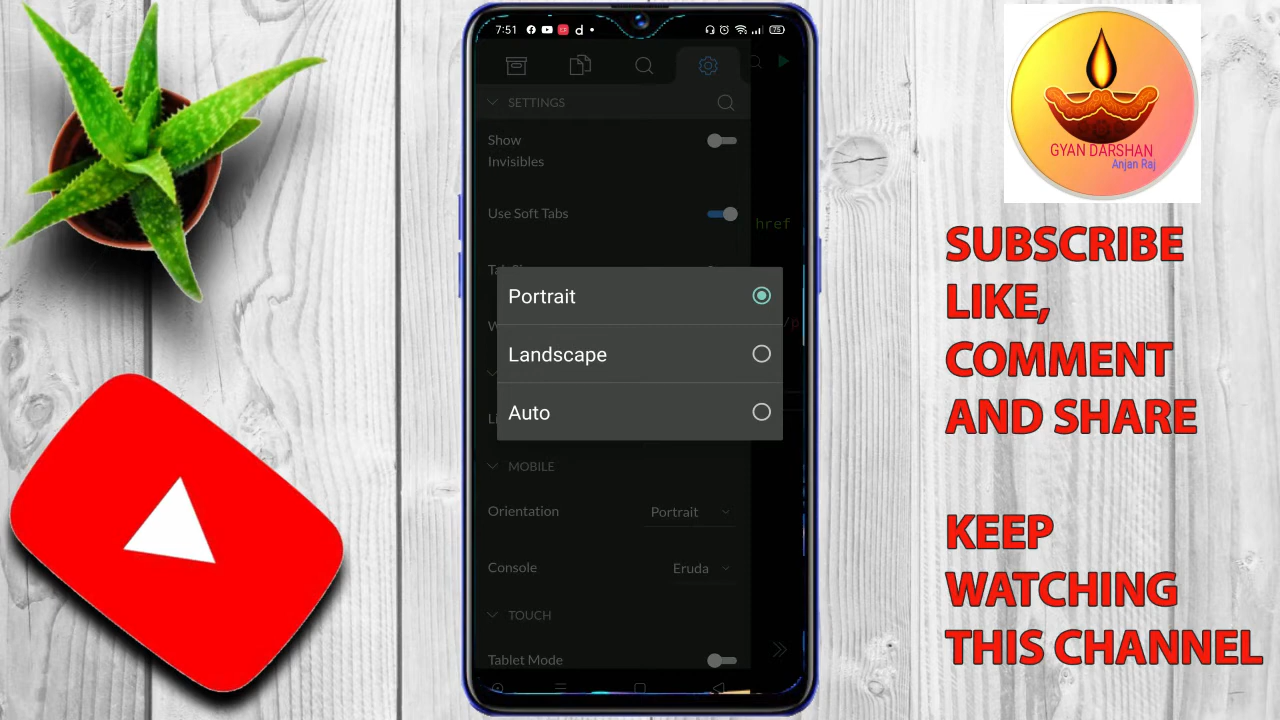 7:51
75
SETTINGS
Show
Invisibles
Use Soft Tabs
href
Portrait
Landscape
Auto
MOBILE
Orientation
Portrait
Console
Eruda
TOUCH
Tablet Mode
GYAN DARSHAN
Anjan Raj
SUBSCRIBE
LIKE,
COMMENT
AND SHARE
KEEP
WATCHING
THIS CHANNEL